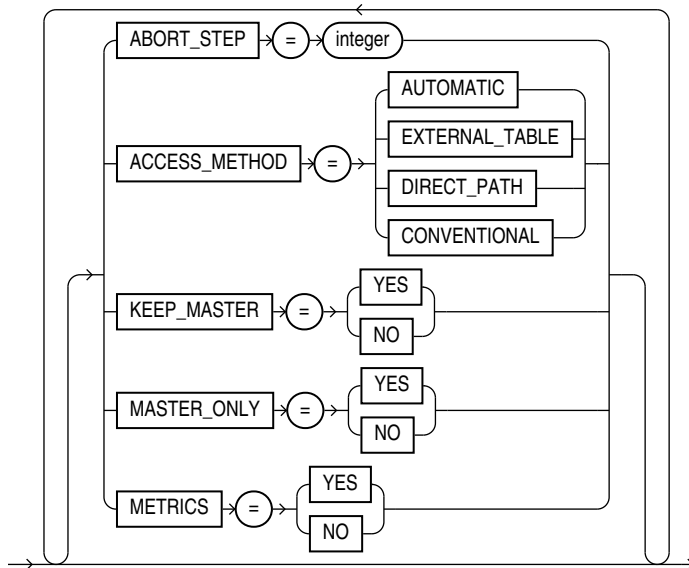 ABORT_STEP = integer
AUTOMATIC
EXTERNAL_TABLE
ACCESS_METHOD =
DIRECT_PATH
CONVENTIONAL
YES
KEEP_MASTER =
NO
YES
MASTER_ONLY =
NO
YES
METRICS =
NO